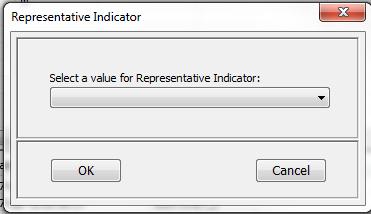 Representative Indicator
Select a value for Representative Indicator:
OK
Cancel